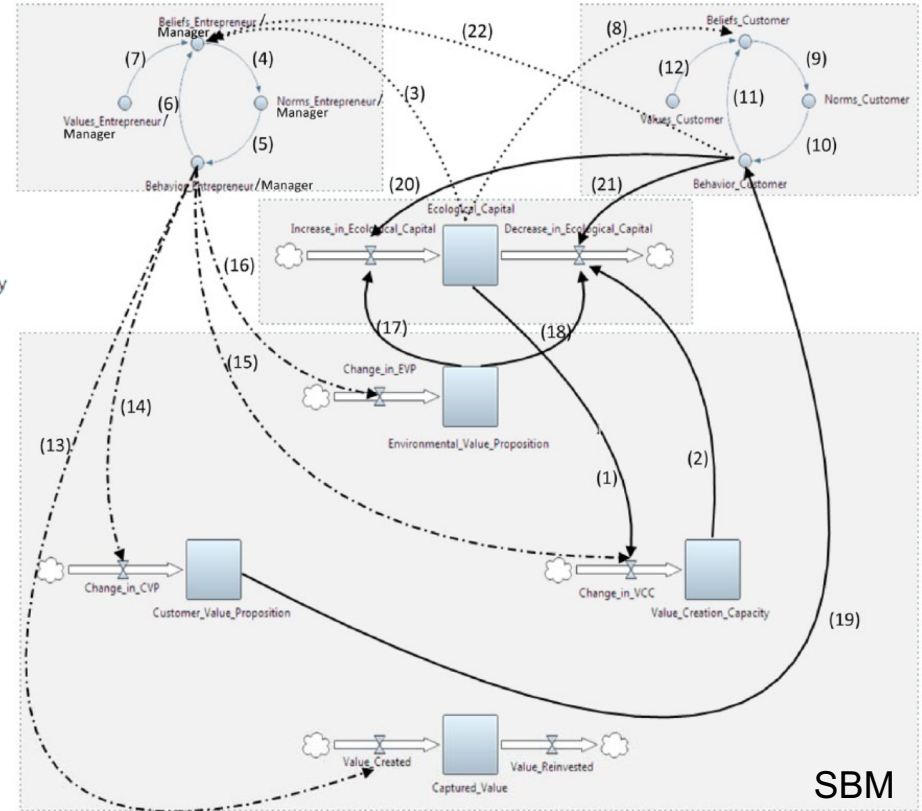 Beliefs_Entrepreneur /
Manager
(7)
(4)
(6)
(3)
Values_Entrepreneur /
Manager
Norms_Entrepreneur /
Manager
(5)
Behavior_Entrepreneur/Manager
(22)
(8)
Beliefs_Customer
(12)
(9)
(11)
Values_Customer
Norms_Customer
(10)
Behavior_Customer
(20)
(21)
Ecological_Capital
Increase_in_Ecological_Capital
Decrease_in_Ecological_Capital
y
(16)
(17)
(18)
(15)
Change_in_EVP
Environmental_Value_Proposition
(14)
(13)
(1)
(2)
Change_in_CVP
Customer_Value_Proposition
Change_in_VCC
Value_Creation_Capacity
(19)
Value_Created
Value_Reinvested
Captured_Value
SBM